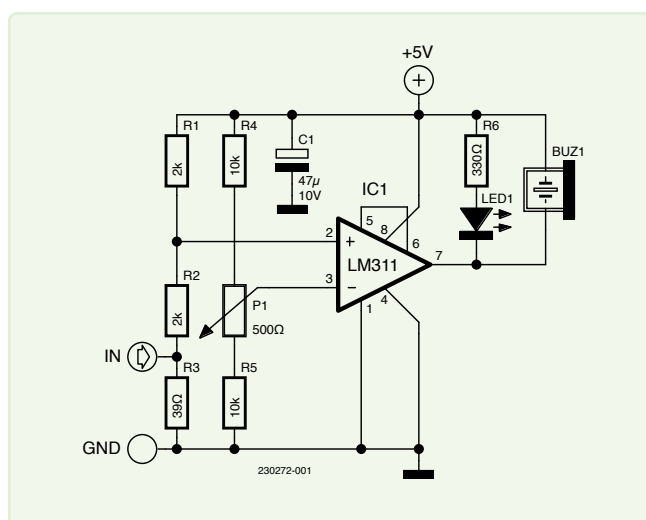 +5V
R1
2k
R4
10k
C1
47µ
10V
R6
330Ω
BUZ1
LED1
IC1
5
8
6
2
+
LM311
7
3
−
4
1
R2
2k
P1
500Ω
IN
R3
39Ω
R5
10k
GND
230272-001